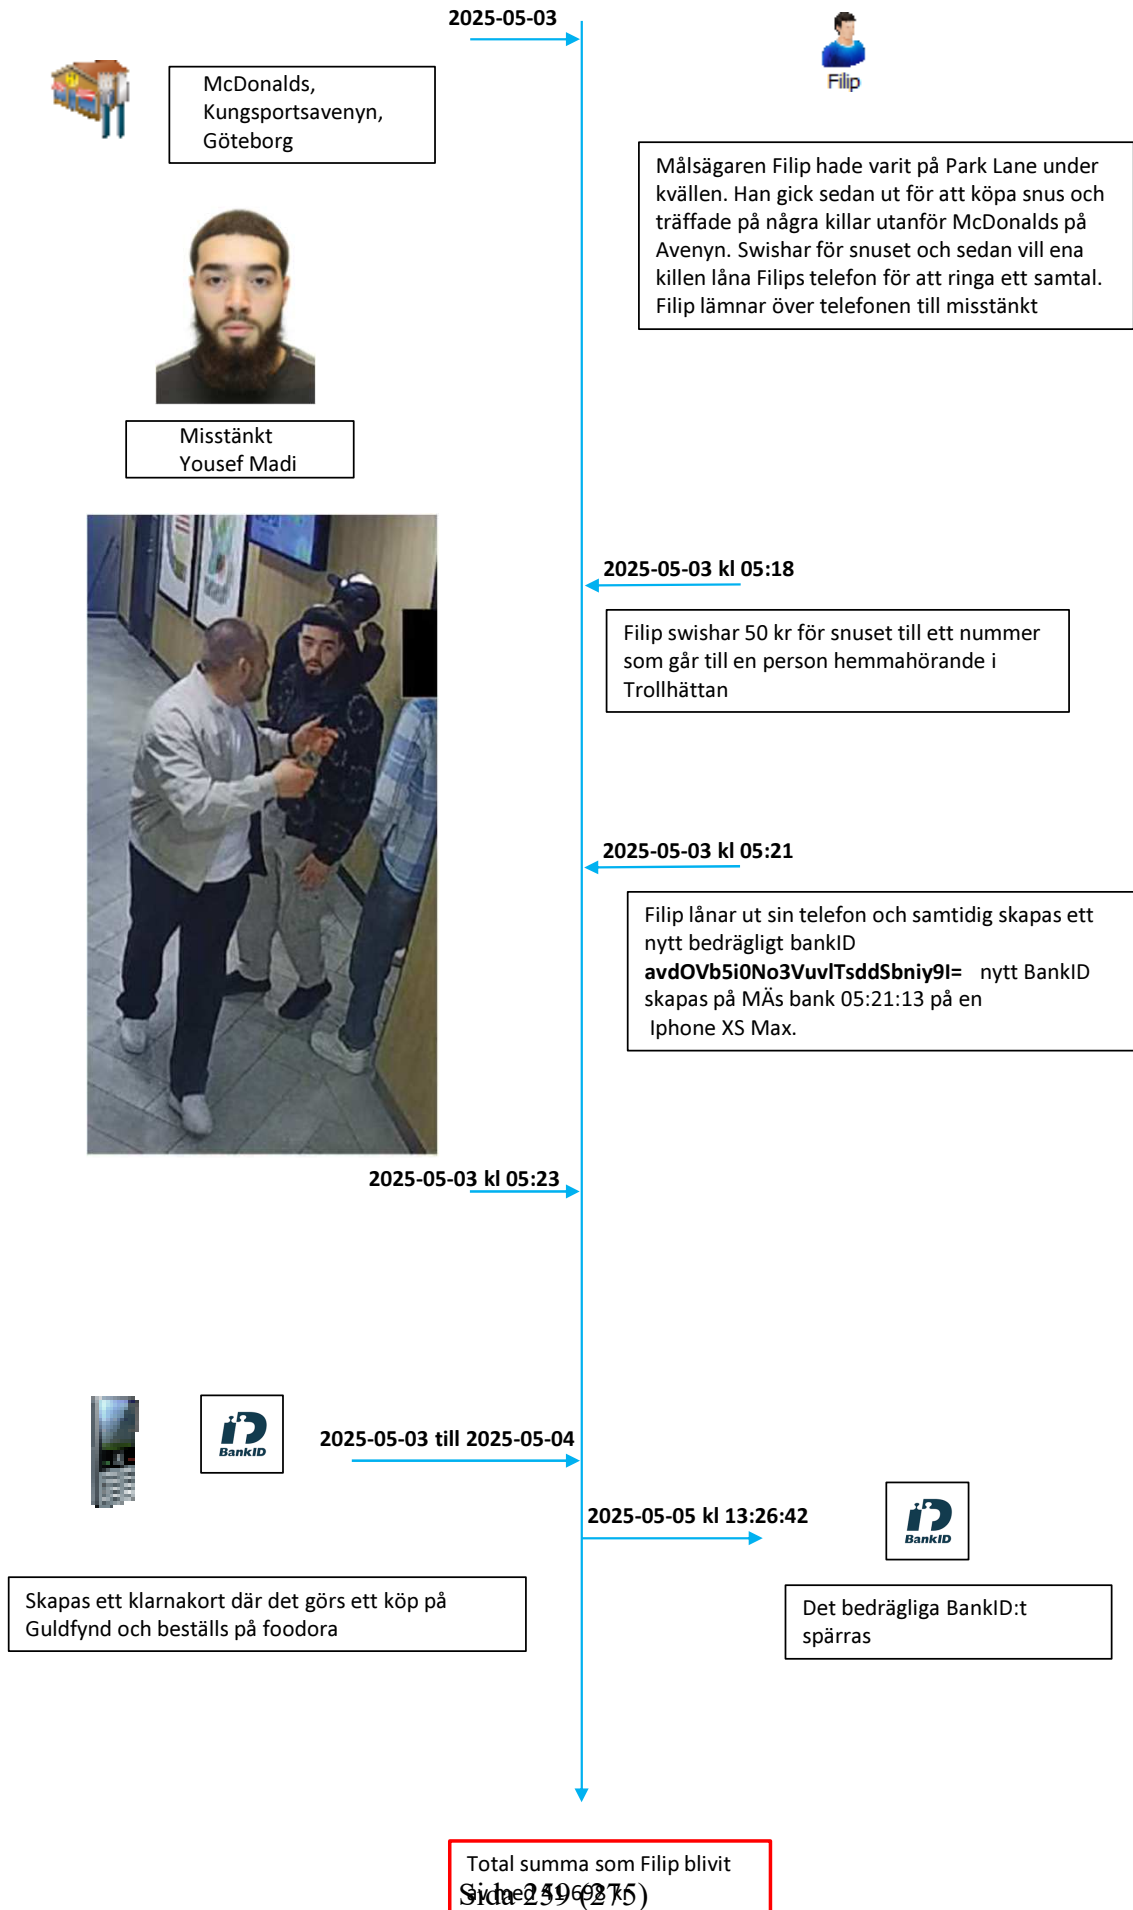 2025-05-03
Filip
McDonalds,
Kungsportsavenyn,
Göteborg
Målsägaren Filip hade varit på Park Lane under
kvällen. Han gick sedan ut för att köpa snus och
träffade på några killar utanför McDonalds på
Avenyn. Swishar för snuset och sedan vill ena
killen låna Filips telefon för att ringa ett samtal.
Filip lämnar över telefonen till misstänkt
Misstänkt
Yousef Madi
2025-05-03 kl 05:18
Filip swishar 50 kr för snuset till ett nummer
som går till en person hemmahörande i
Trollhättan
2025-05-03 kl 05:21
Filip lånar ut sin telefon och samtidig skapas ett
nytt bedrägligt bankID
avdOVb5i0No3VuvlTsddSbniy9I= nytt BankID
skapas på MÄs bank 05:21:13 på en
Iphone XS Max.
2025-05-03 kl 05:23
BankID
2025-05-03 till 2025-05-04
2025-05-05 kl 13:26:42
BankID
Skapas ett klarnakort där det görs ett köp på
Guldfynd och beställs på foodora
Det bedrägliga BankID:t
spärras
Total summa som Filip blivit
av med kr
Sida 259 (275)